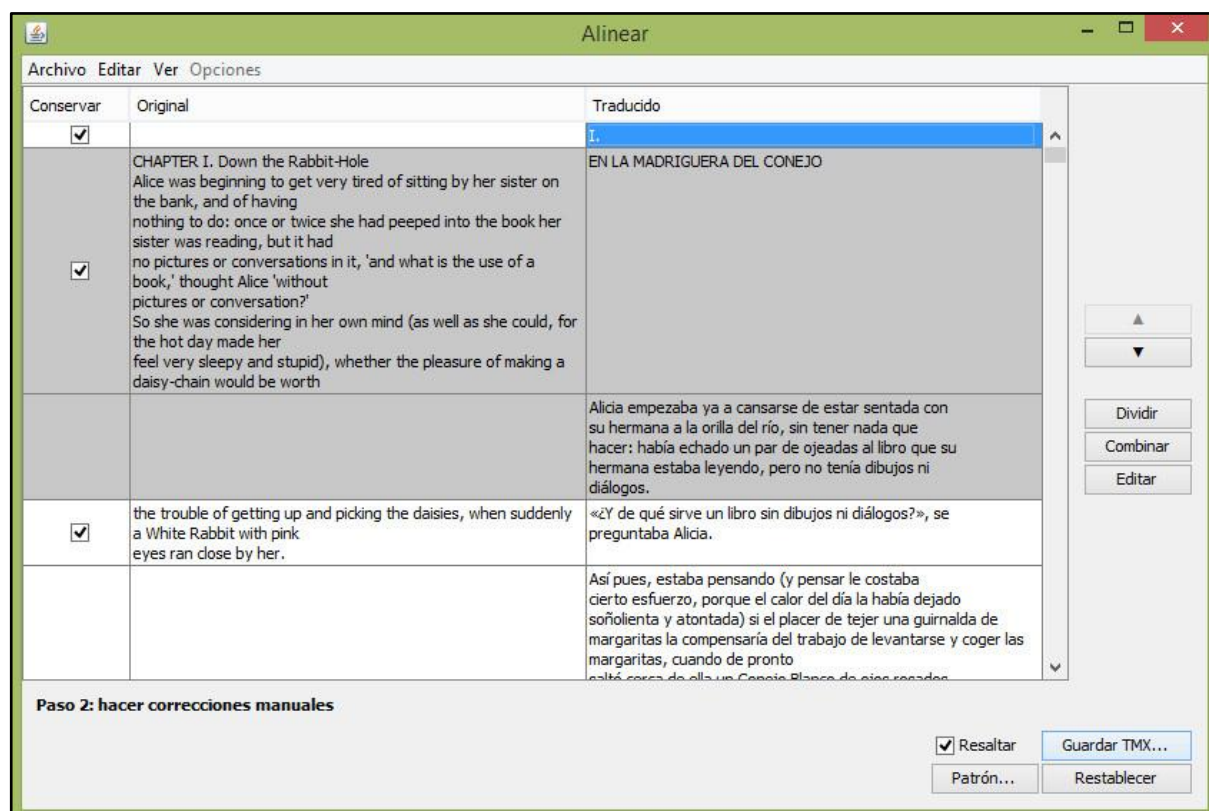 Alinear
Archivo Editar Ver Opciones
Conservar Original Traducido
I.
CHAPTER I. Down the Rabbit-Hole
Alice was beginning to get very tired of sitting by her sister on
the bank, and of having
nothing to do: once or twice she had peeped into the book her
sister was reading, but it had
no pictures or conversations in it, 'and what is the use of a
book,' thought Alice 'without
pictures or conversation?'
So she was considering in her own mind (as well as she could, for
the hot day made her
feel very sleepy and stupid), whether the pleasure of making a
daisy-chain would be worth
EN LA MADRIGUERA DEL CONEJO
Alicia empezaba ya a cansarse de estar sentada con
su hermana a la orilla del río, sin tener nada que
hacer: había echado un par de ojeadas al libro que su
hermana estaba leyendo, pero no tenía dibujos ni
diálogos.
the trouble of getting up and picking the daisies, when suddenly
a White Rabbit with pink
eyes ran close by her.
«¿Y de qué sirve un libro sin dibujos ni diálogos?», se
preguntaba Alicia.
Así pues, estaba pensando (y pensar le costaba
cierto esfuerzo, porque el calor del día la había dejado
soñolienta y atontada) si el placer de tejer una guirnalda de
margaritas la compensaría del trabajo de levantarse y coger las
margaritas, cuando de pronto
saltó cerca de ella un Conejo Blanco de ojos rosados
Dividir
Combinar
Editar
Paso 2: hacer correcciones manuales
Resaltar
Guardar TMX...
Patrón...
Restablecer